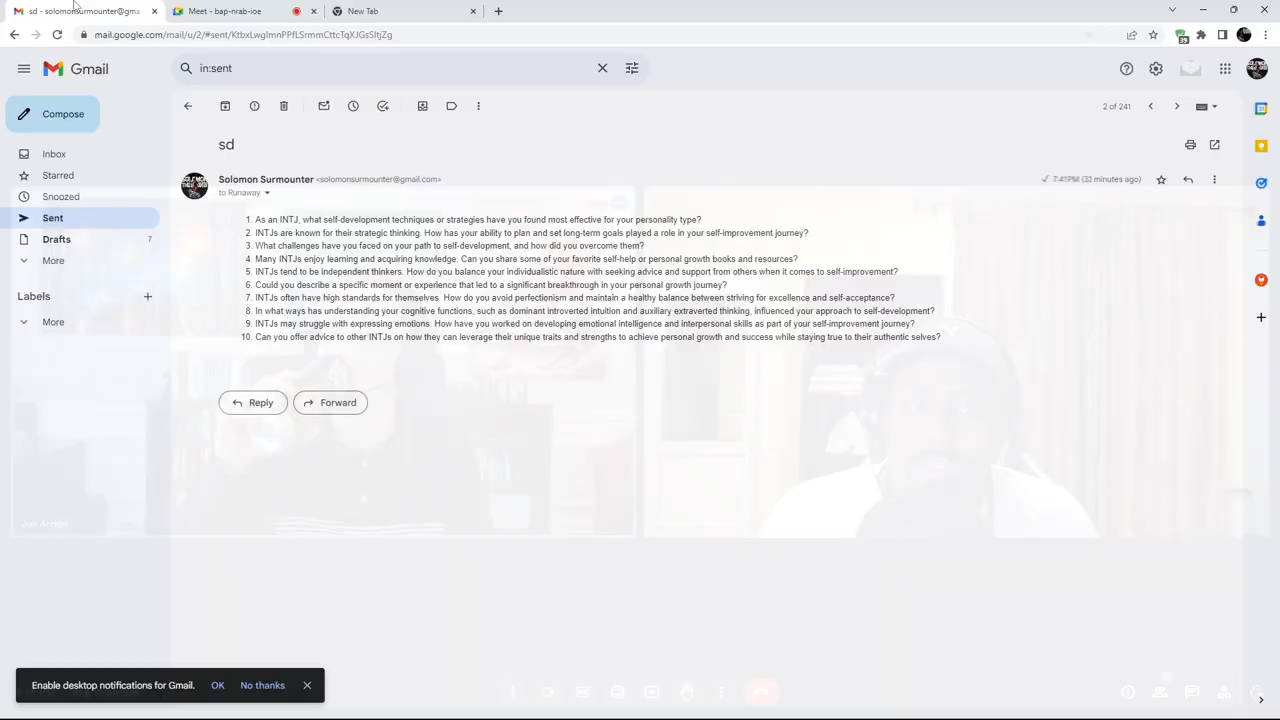 sd - solomonsurmounter@gma
Meet - bap-nrab-ioe
New Tab
mail.google.com/mail/u/2/#sent/KtbxLwglmnPPfLSrmmCttcTqXJGsSltjZg
39
Gmail
in:sent
Compose
2 of 241
Inbox
sd
Starred
Solomon Surmounter <solomonsurmounter@gmail.com>
7:41PM (32 minutes ago)
to Runaway
Snoozed
Sent
Drafts
7
More
Labels
More
1. As an INTJ, what self-development techniques or strategies have you found most effective for your personality type?
2. INTJs are known for their strategic thinking. How has your ability to plan and set long-term goals played a role in your self-improvement journey?
3. What challenges have you faced on your path to self-development, and how did you overcome them?
4. Many INTJs enjoy learning and acquiring knowledge. Can you share some of your favorite self-help or personal growth books and resources?
5. INTJs tend to be independent thinkers. How do you balance your individualistic nature with seeking advice and support from others when it comes to self-improvement?
6. Could you describe a specific moment or experience that led to a significant breakthrough in your personal growth journey?
7. INTJs often have high standards for themselves. How do you avoid perfectionism and maintain a healthy balance between striving for excellence and self-acceptance?
8. In what ways has understanding your cognitive functions, such as dominant introverted intuition and auxiliary extraverted thinking, influenced your approach to self-development?
9. INTJs may struggle with expressing emotions. How have you worked on developing emotional intelligence and interpersonal skills as part of your self-improvement journey?
10. Can you offer advice to other INTJs on how they can leverage their unique traits and strengths to achieve personal growth and success while staying true to their authentic selves?
Reply
Forward
Enable desktop notifications for Gmail.
OK
No thanks